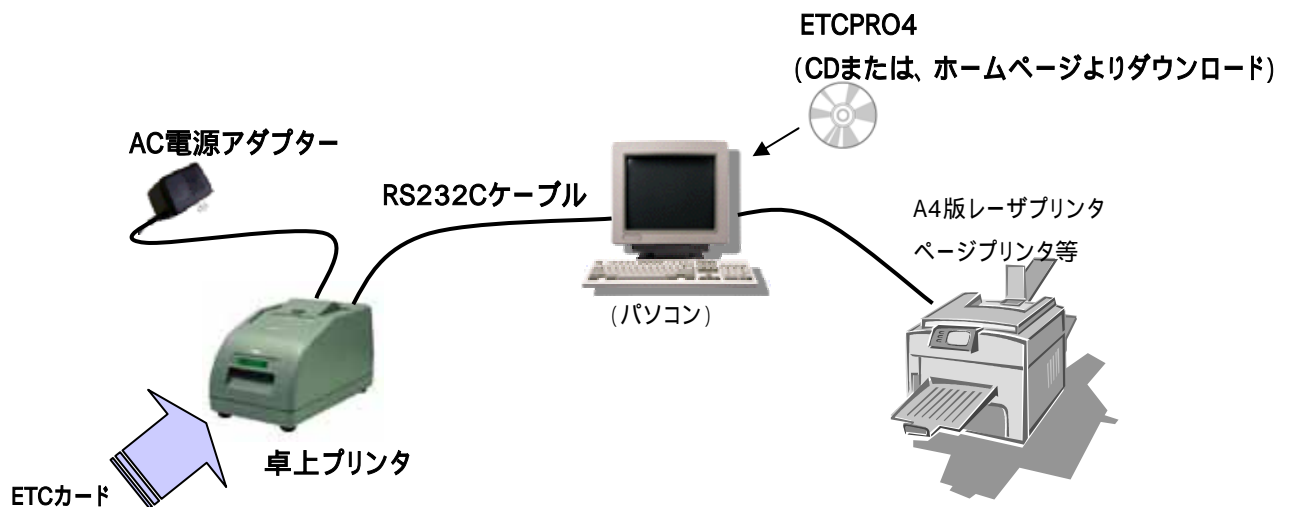 ETCPRO4
(CDまたは、ホームページよりダウンロード)
AC電源アダプター
RS232Cケーブル
A4版レーザプリンタ
ページプリンタ等
(パソコン)
卓上プリンタ
ETCカード